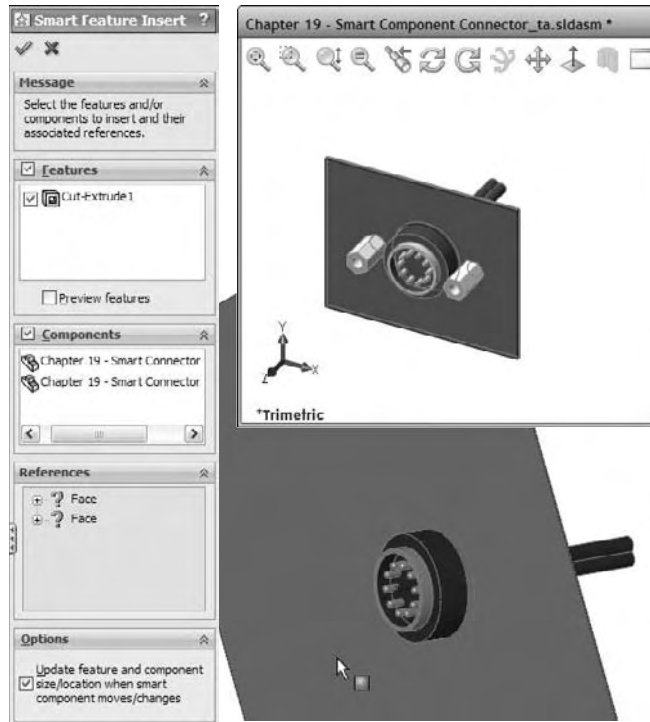 Smart Feature Insert ?
Message
Select the features and/or
components to insert and their
associated references.
Features
Cut-Extrude1
Preview features
Components
Chapter 19 - Smart Connector
Chapter 19 - Smart Connector
References
? Face
? Face
Options
Update feature and component
size/location when smart
component moves/changes
Chapter 19 - Smart Component Connector_ta.sldasm *
Y
X
Z
*Trimetric